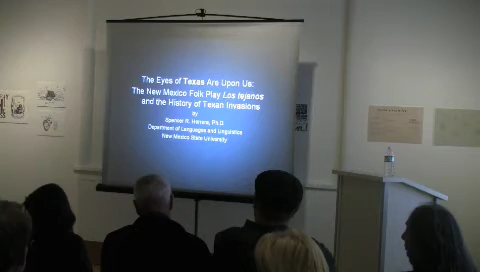 The Eyes of Texas Are Upon Us:
The New Mexico Folk Play Los tejanos
and the History of Texan Invasions
by
Spencer R. Herrera, Ph.D.
Department of Languages and Linguistics
New Mexico State University